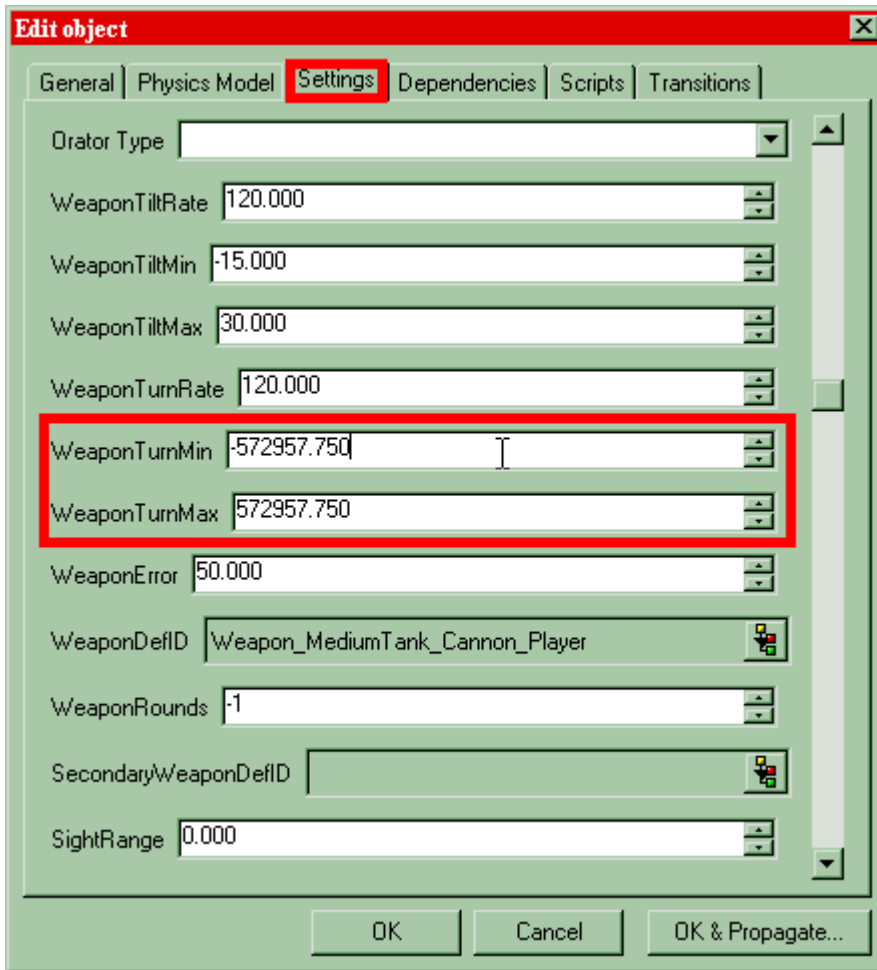 Edit object
General Physics Model Settings Dependencies Scripts Transitions
Orator Type
WeaponTiltRate 120.000
WeaponTiltMin -15.000
WeaponTiltMax 30.000
WeaponTurnRate 120.000
WeaponTurnMin -572957.750
WeaponTurnMax 572957.750
WeaponError 50.000
WeaponDefID Weapon_MediumTank_Cannon_Player
WeaponRounds -1
SecondaryWeaponDefID
SightRange 0.000
OK Cancel OK & Propagate...